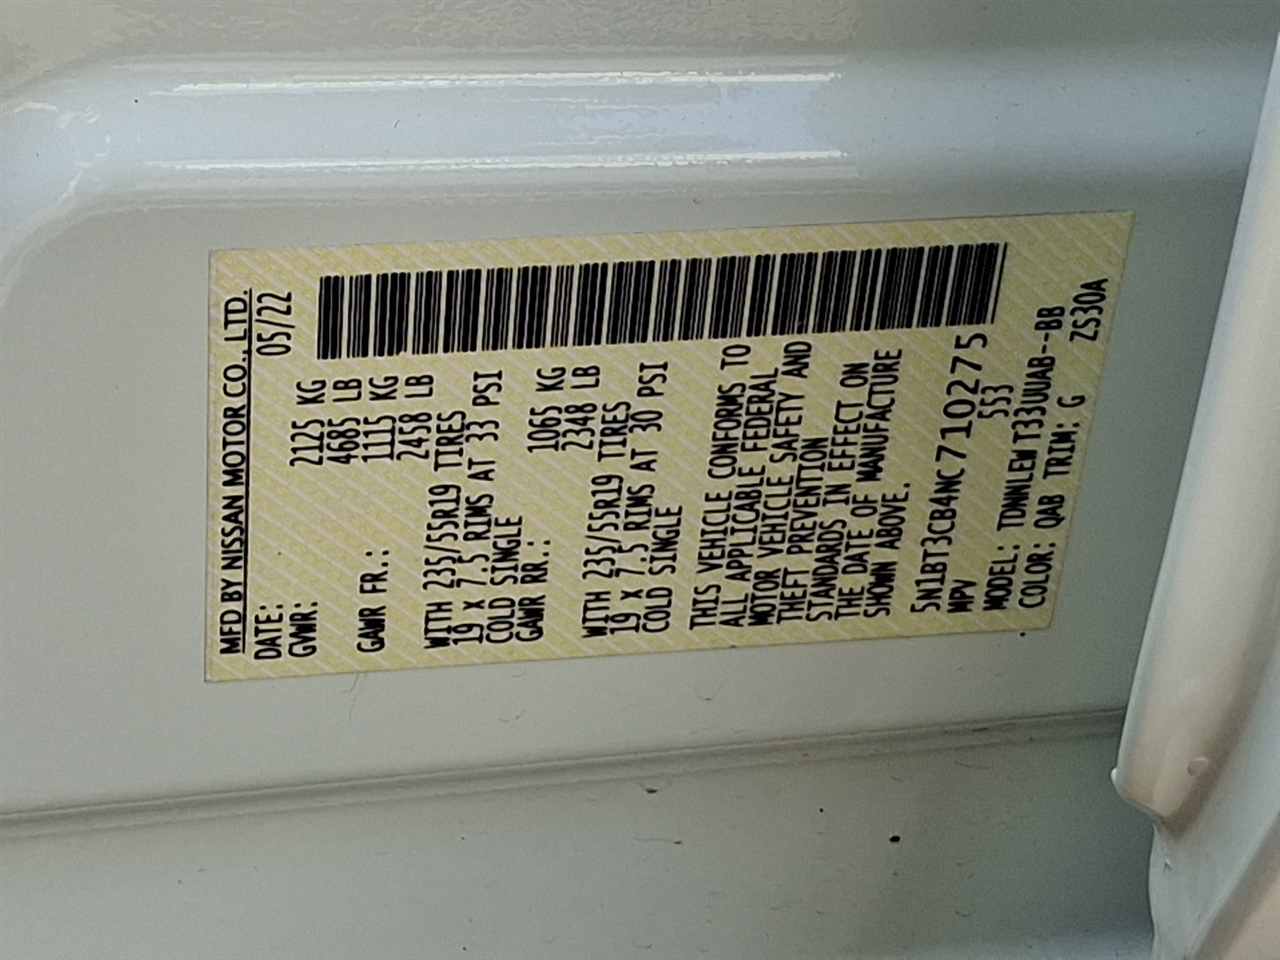 MFD BY NISSAN MOTOR CO., LTD.
DATE: 05/22
GVWR: 2125 KG
4685 LB
GAWR FR.: 1115 KG
2458 LB
WITH 235/55R19 TIRES
19 X 7.5 RIMS AT 33 PSI
COLD SINGLE
GAWR RR.: 1065 KG
2348 LB
WITH 235/55R19 TIRES
19 X 7.5 RIMS AT 30 PSI
COLD SINGLE
THIS VEHICLE CONFORMS TO
ALL APPLICABLE FEDERAL
MOTOR VEHICLE SAFETY AND
THEFT PREVENTION
STANDARDS IN EFFECT ON
THE DATE OF MANUFACTURE
SHOWN ABOVE.
5N1BT3CB4NC710275
MPV 553
MODEL: TDNNLEW T33UUAB--BB
COLOR: QAB TRIM: G ZS30A